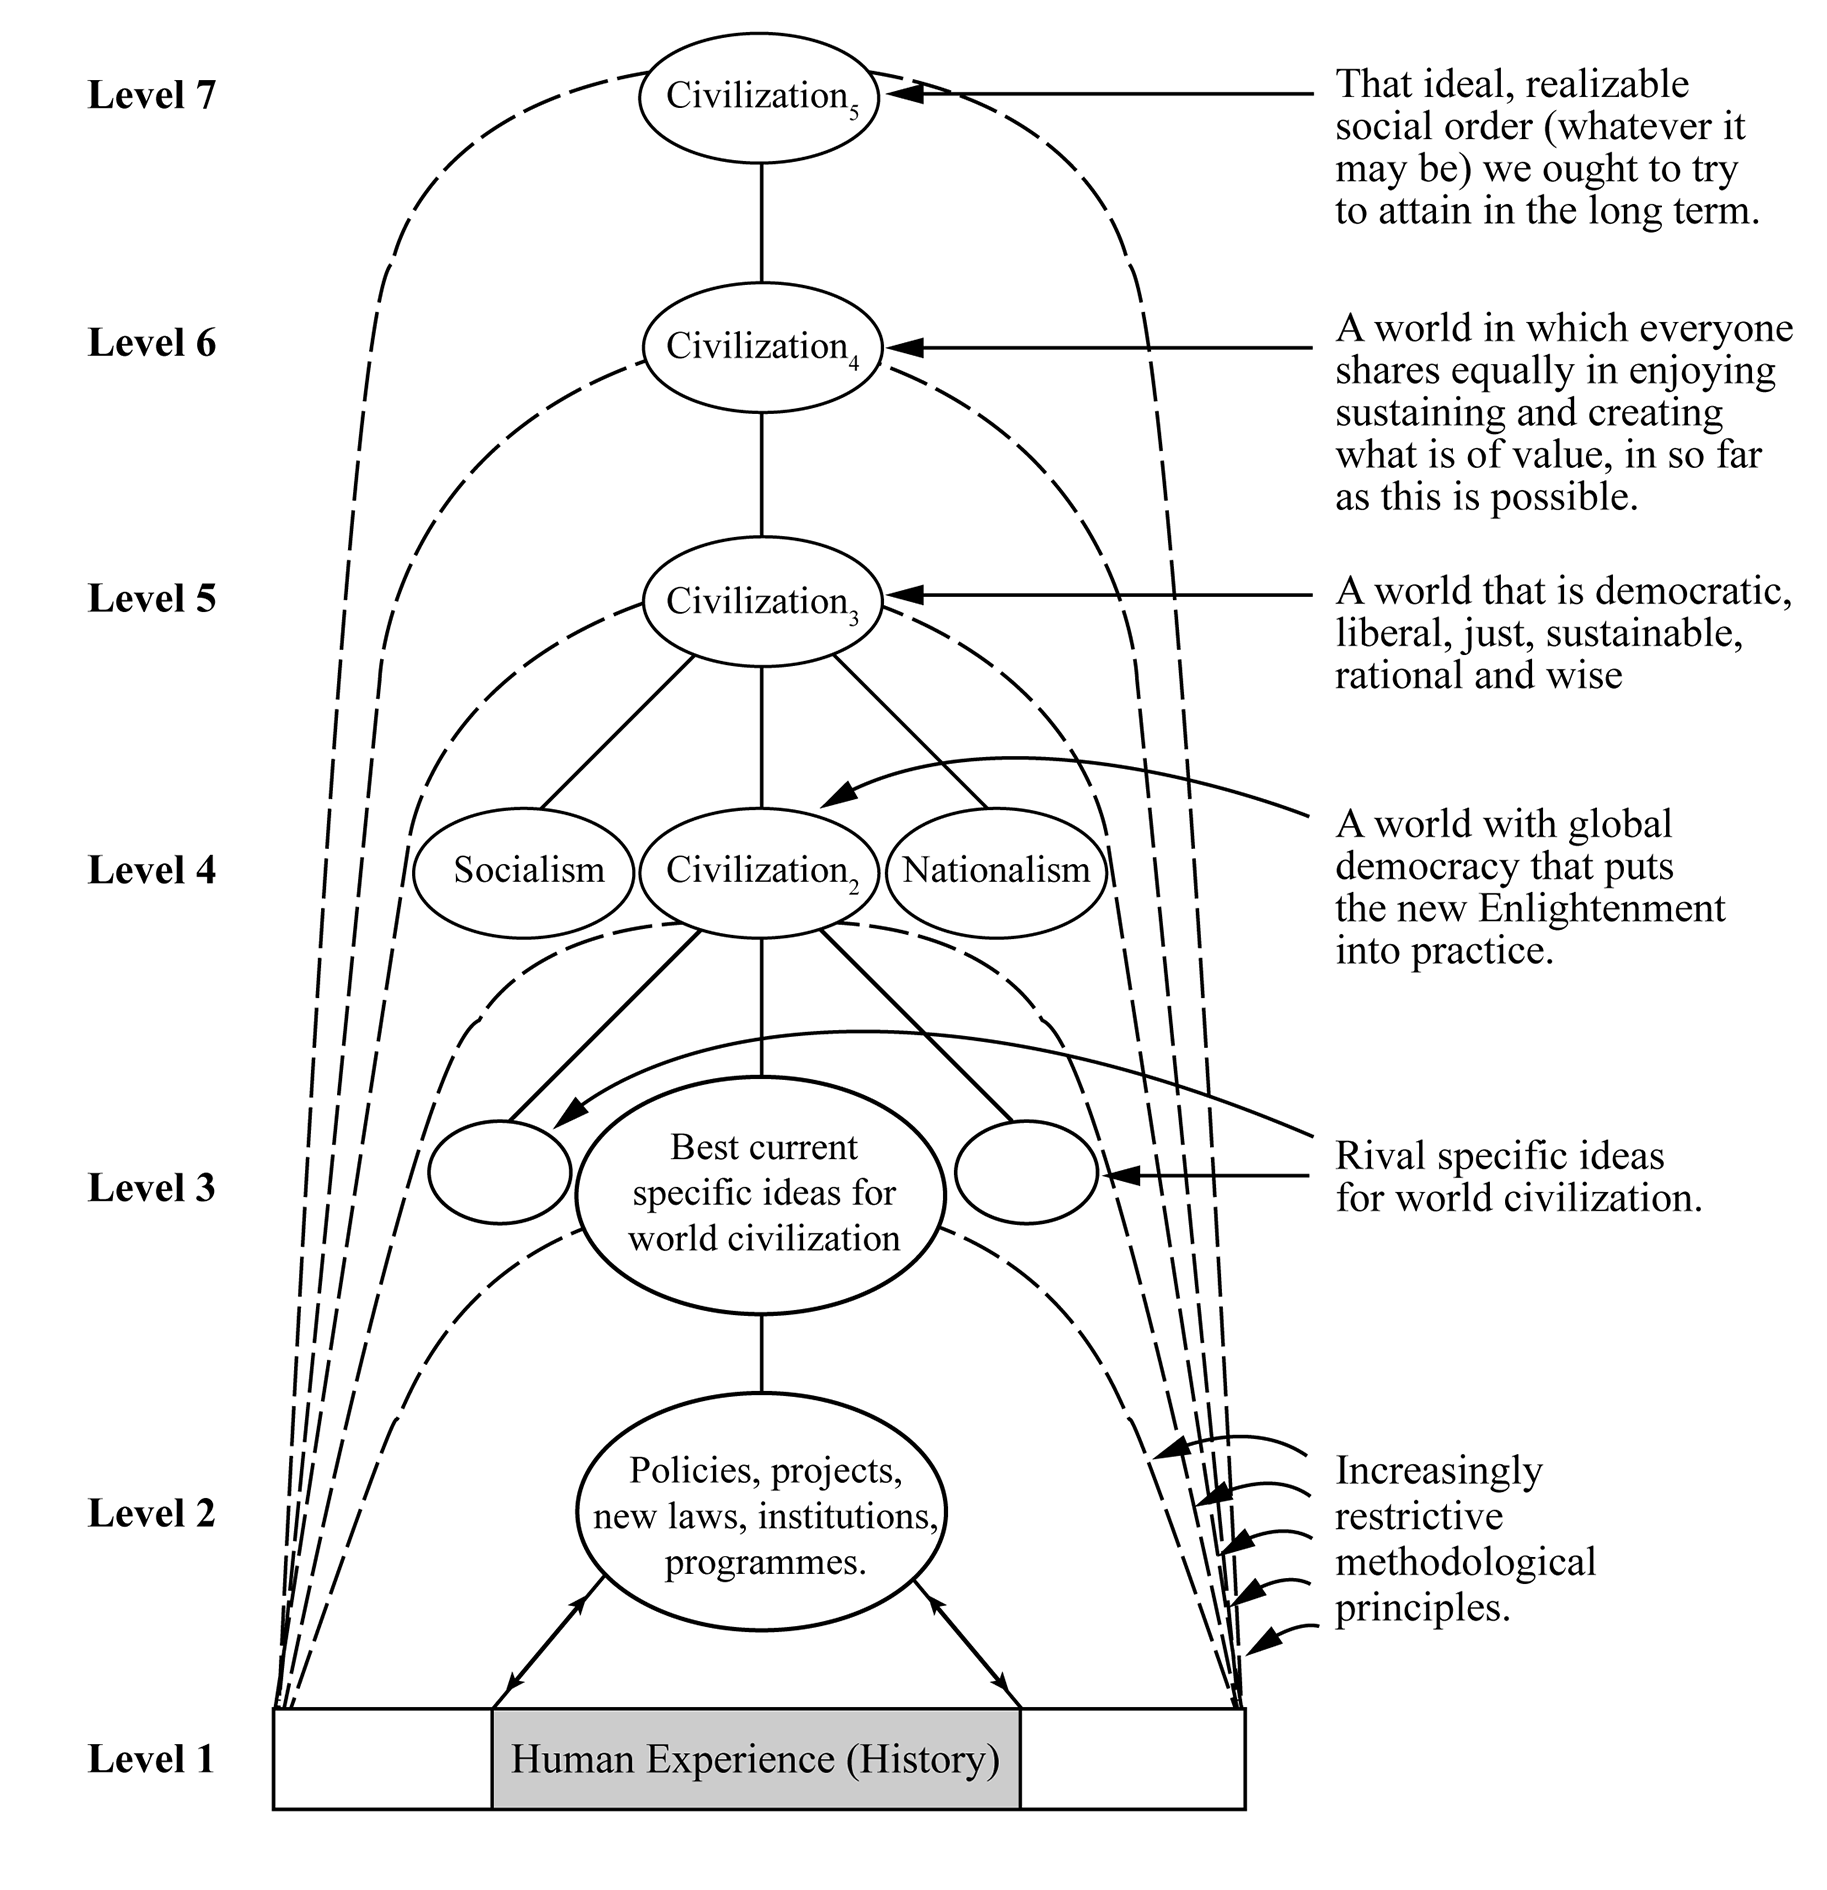 Level 7
Civilization₅
That ideal, realizable
social order (whatever it
may be) we ought to try
to attain in the long term.
Level 6
Civilization₄
A world in which everyone
shares equally in enjoying
sustaining and creating
what is of value, in so far
as this is possible.
Level 5
Civilization₃
A world that is democratic,
liberal, just, sustainable,
rational and wise
Level 4
Socialism
Civilization₂
Nationalism
A world with global
democracy that puts
the new Enlightenment
into practice.
Level 3
Best current
specific ideas for
world civilization
Rival specific ideas
for world civilization.
Level 2
Policies, projects,
new laws, institutions,
programmes.
Increasingly
restrictive
methodological
principles.
Level 1
Human Experience (History)